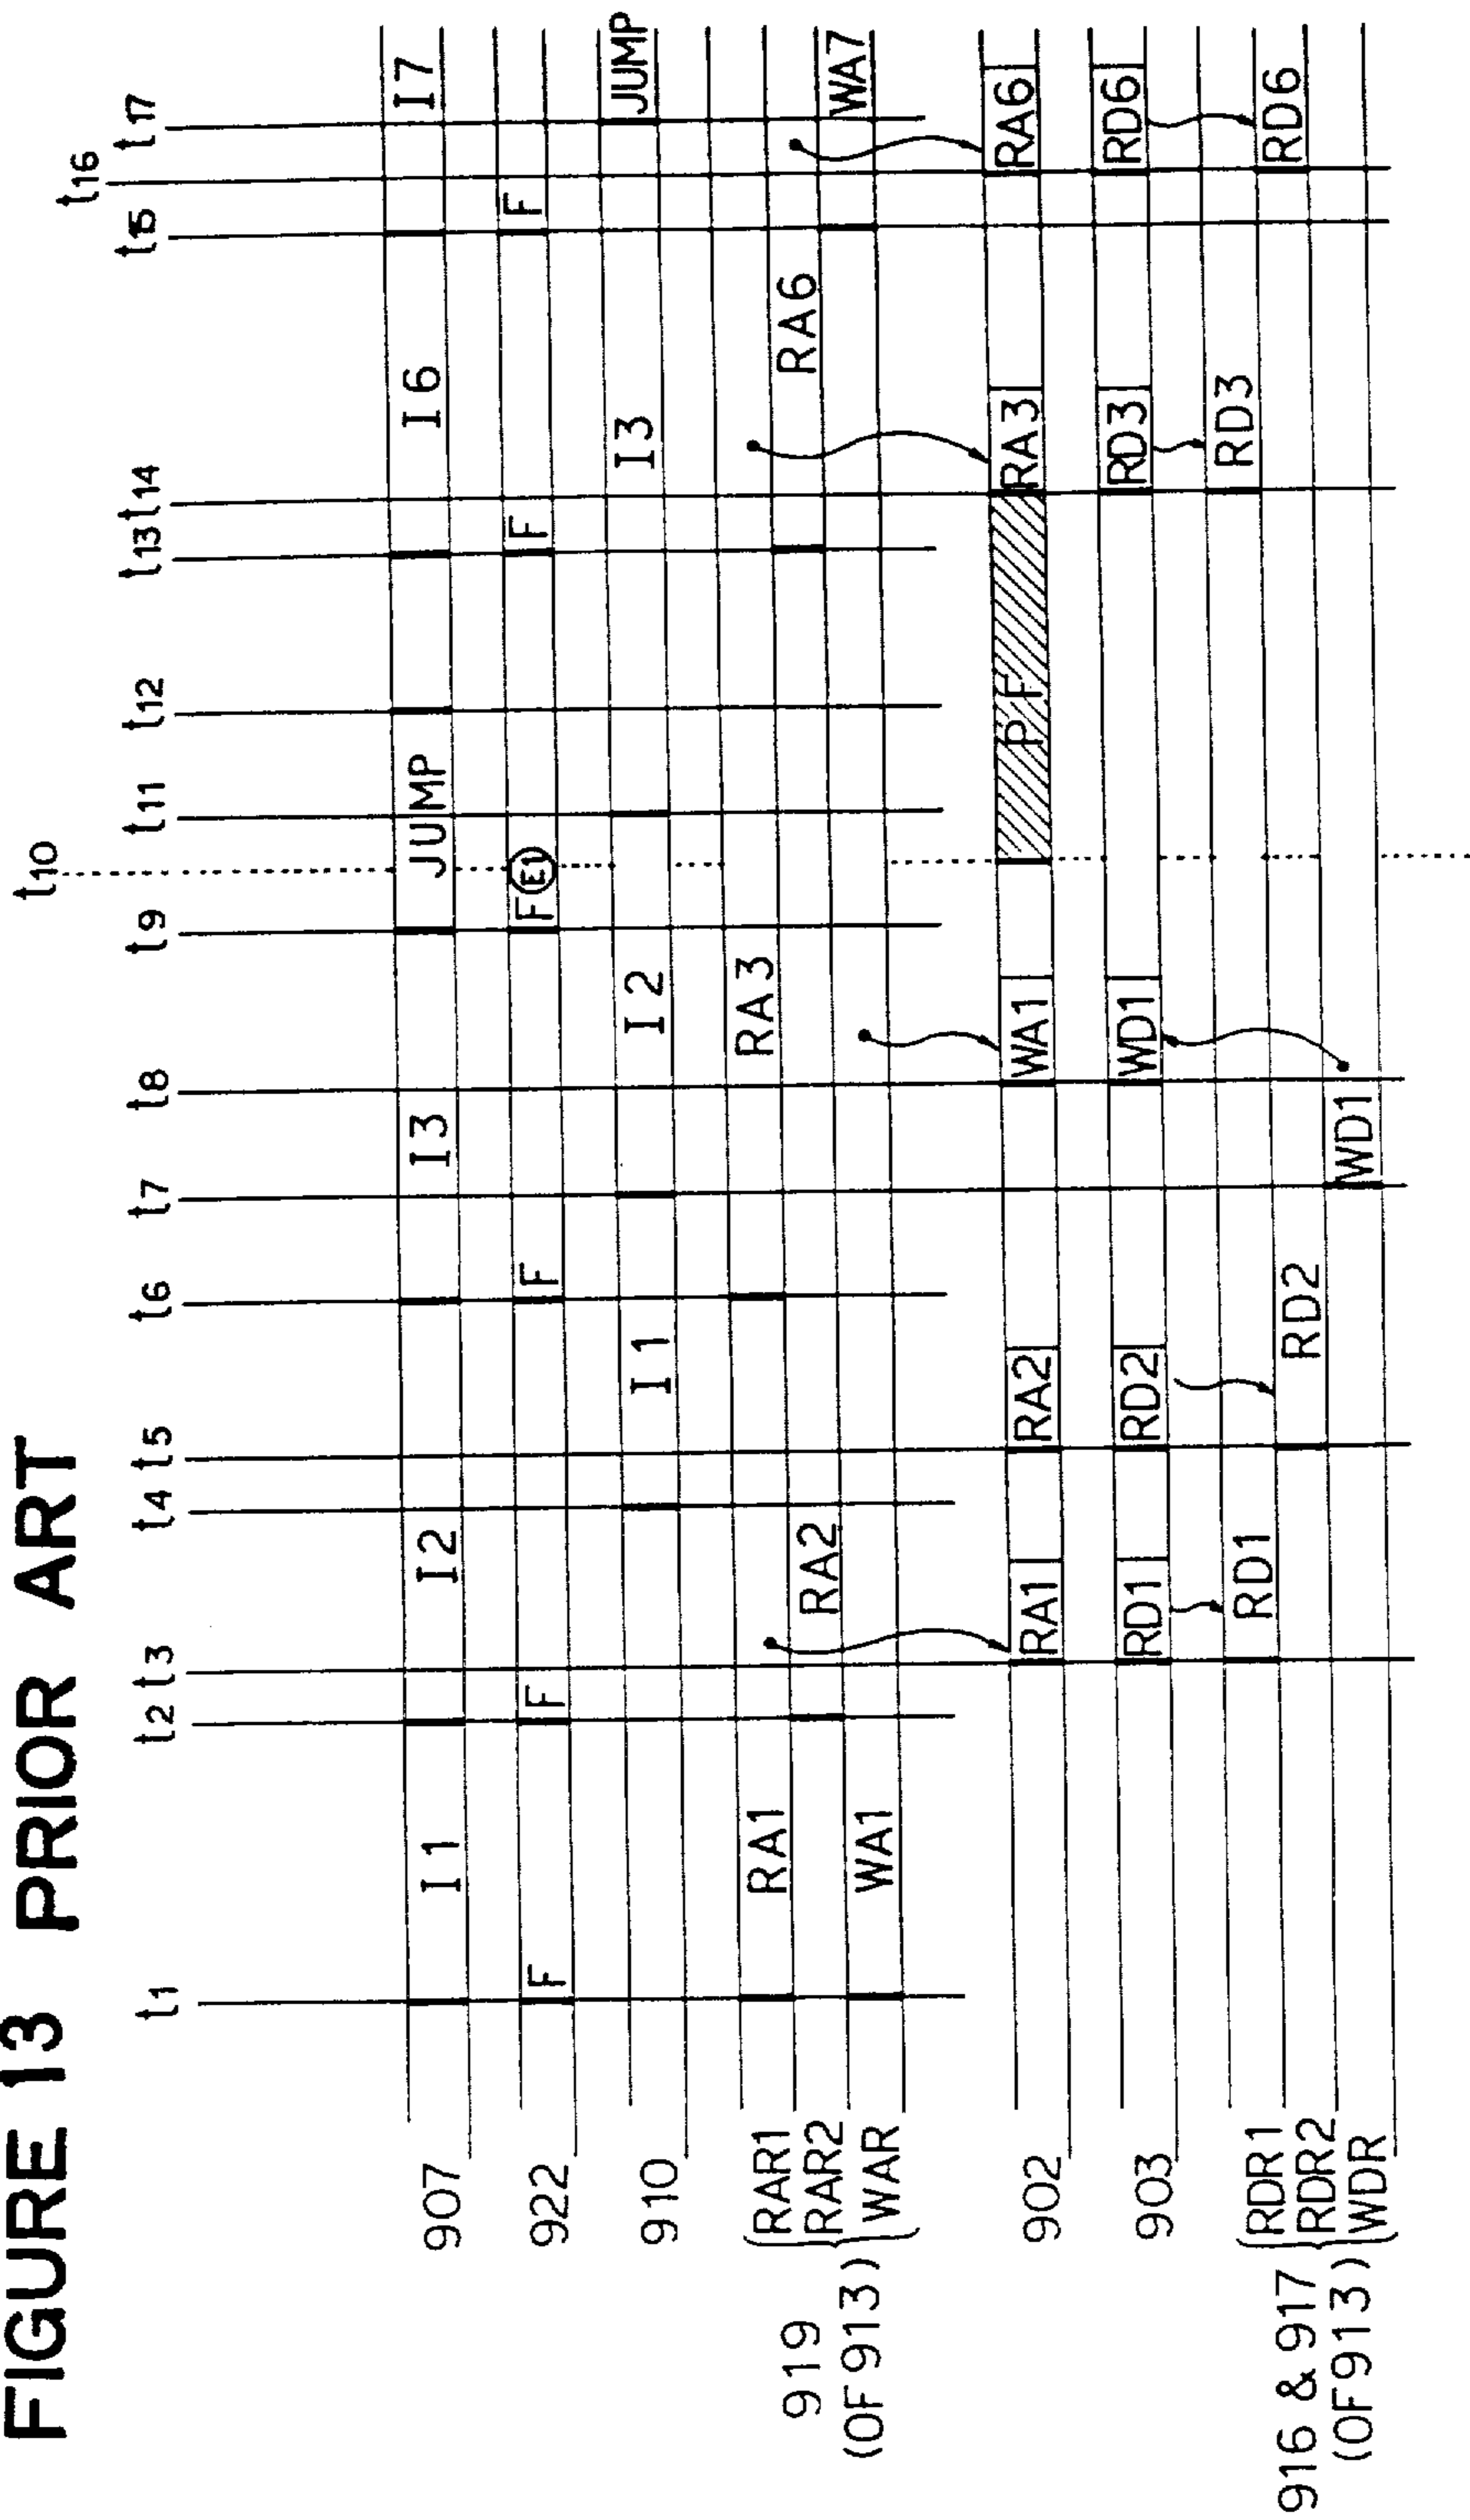 FIGURE 13 PRIOR ART
t1 t2 t3 t4 t5 t6 t7 t8 t9 t10 t11 t12 t13 t14 t15 t16 t17
907 I1 I2 I3 JUMP I6 I7
922 F F F F E1 F F
910 I1 I2 I3 JUMP
919 (OF 913)
RAR1 RA1 RA3
RAR2 RA2 RA6
WAR WA1 WA7
902 RA1 RA2 WA1 PF RA3 RA6
903 RD1 RD2 WD1 RD3 RD6
916 & 917 (OF 913)
RDR1 RD1 RD3
RDR2 RD2 RD6
WDR WD1